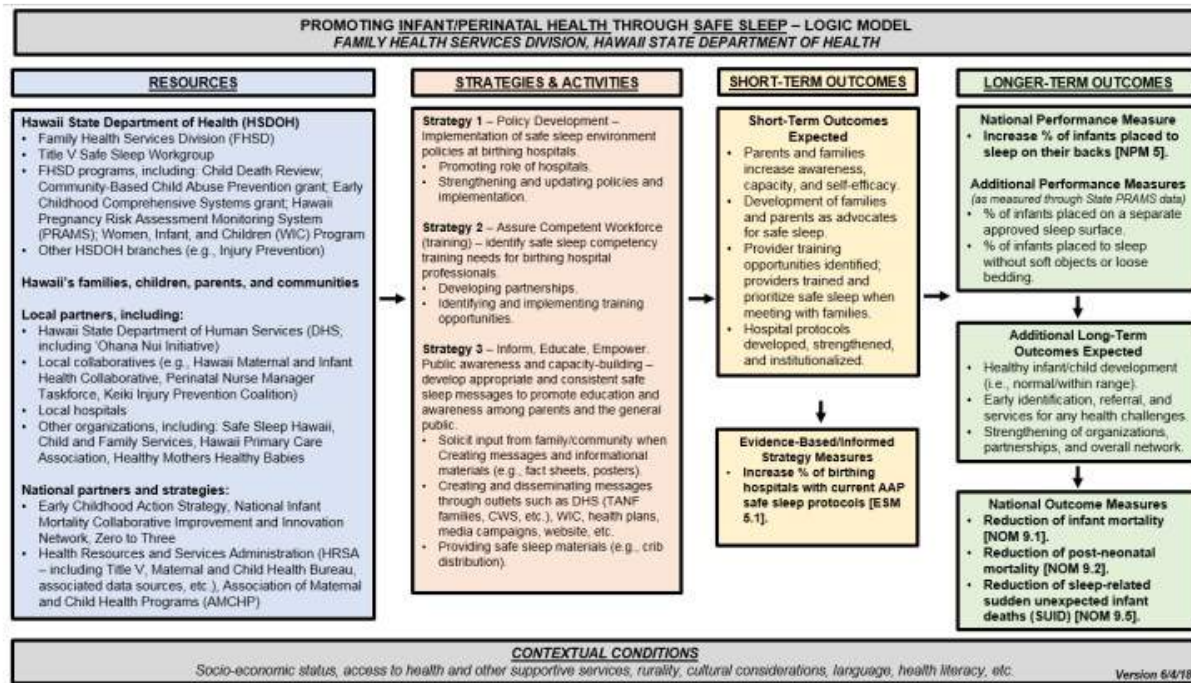 PROMOTING INFANT/PERINATAL HEALTH THROUGH SAFE SLEEP – LOGIC MODEL
FAMILY HEALTH SERVICES DIVISION, HAWAII STATE DEPARTMENT OF HEALTH
RESOURCES
Hawaii State Department of Health (HSDOH)
• Family Health Services Division (FHSD)
• Title V Safe Sleep Workgroup
• FHSD programs, including: Child Death Review;
Community-Based Child Abuse Prevention grant; Early
Childhood Comprehensive Systems grant; Hawaii
Pregnancy Risk Assessment Monitoring System
(PRAMS); Women, Infant, and Children (WIC) Program
• Other HSDOH branches (e.g., Injury Prevention)
Hawaii's families, children, parents, and communities
Local partners, including:
• Hawaii State Department of Human Services (DHS,
including 'Ohana Nui Initiative)
• Local collaboratives (e.g., Hawaii Maternal and Infant
Health Collaborative, Perinatal Nurse Manager
Taskforce, Keiki Injury Prevention Coalition)
• Local hospitals
• Other organizations, including: Safe Sleep Hawaii,
Child and Family Services, Hawaii Primary Care
Association, Healthy Mothers Healthy Babies
National partners and strategies:
• Early Childhood Action Strategy, National Infant
Mortality Collaborative Improvement and Innovation
Network, Zero to Three
• Health Resources and Services Administration (HRSA
– including Title V, Maternal and Child Health Bureau,
associated data sources, etc.), Association of Maternal
and Child Health Programs (AMCHP)
STRATEGIES & ACTIVITIES
Strategy 1 – Policy Development –
Implementation of safe sleep environment
policies at birthing hospitals.
• Promoting role of hospitals.
• Strengthening and updating policies and
implementation.
Strategy 2 – Assure Competent Workforce
(training) – identify safe sleep competency
training needs for birthing hospital
professionals.
• Developing partnerships.
• Identifying and implementing training
opportunities.
Strategy 3 – Inform, Educate, Empower.
Public awareness and capacity-building –
develop appropriate and consistent safe
sleep messages to promote education and
awareness among parents and the general
public.
• Solicit input from family/community when
Creating messages and informational
materials (e.g., fact sheets, posters).
• Creating and disseminating messages
through outlets such as DHS (TANF
families, CWS, etc.), WIC, health plans,
media campaigns, website, etc.
• Providing safe sleep materials (e.g., crib
distribution).
SHORT-TERM OUTCOMES
Short-Term Outcomes
Expected
• Parents and families
increase awareness,
capacity, and self-efficacy.
• Development of families
and parents as advocates
for safe sleep.
• Provider training
opportunities identified;
providers trained and
prioritize safe sleep when
meeting with families.
• Hospital protocols
developed, strengthened,
and institutionalized.
Evidence-Based/Informed
Strategy Measures
• Increase % of birthing
hospitals with current AAP
safe sleep protocols [ESM
5.1].
LONGER-TERM OUTCOMES
National Performance Measure
• Increase % of infants placed to
sleep on their backs [NPM 5].
Additional Performance Measures
(as measured through State PRAMS data)
• % of infants placed on a separate
approved sleep surface.
• % of infants placed to sleep
without soft objects or loose
bedding.
Additional Long-Term
Outcomes Expected
• Healthy infant/child development
(i.e., normal/within range).
• Early identification, referral, and
services for any health challenges.
• Strengthening of organizations,
partnerships, and overall network.
National Outcome Measures
• Reduction of infant mortality
[NOM 9.1].
• Reduction of post-neonatal
mortality [NOM 9.2].
• Reduction of sleep-related
sudden unexpected infant
deaths (SUID) [NOM 9.5].
CONTEXTUAL CONDITIONS
Socio-economic status, access to health and other supportive services, rurality, cultural considerations, language, health literacy, etc.
Version 6/4/18